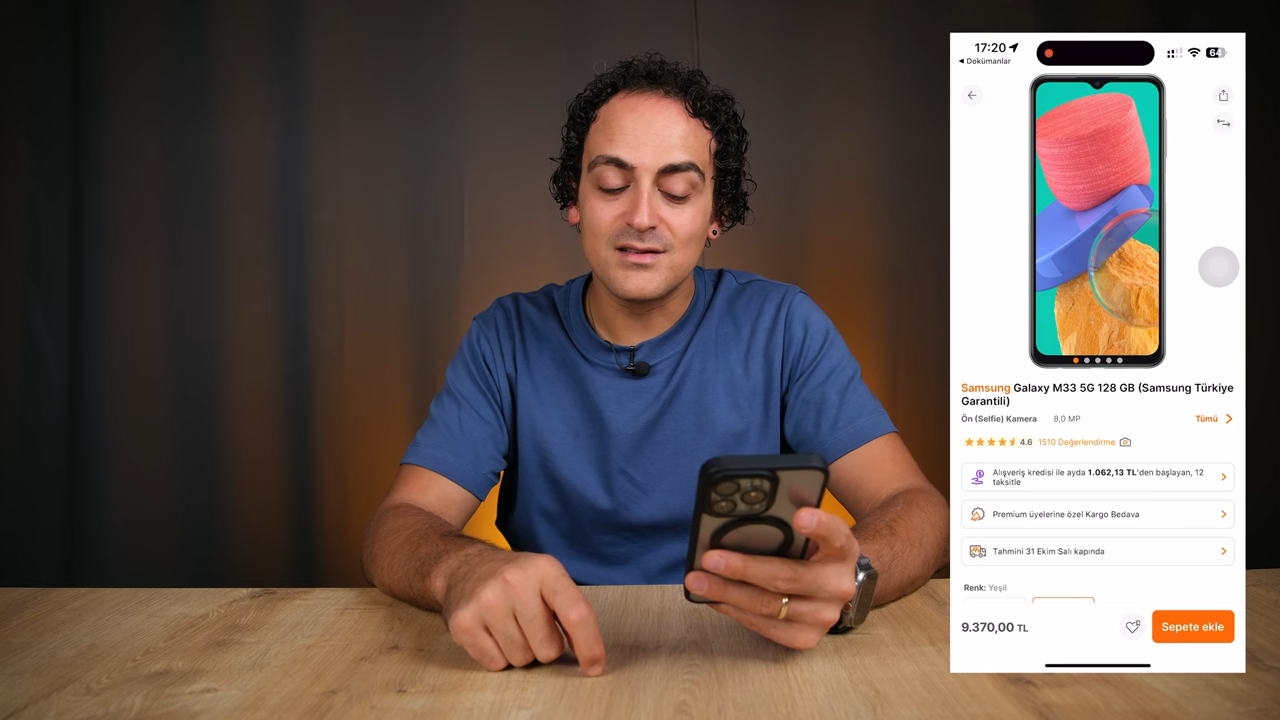 17:20
64
◀ Dokümanlar
Samsung Galaxy M33 5G 128 GB (Samsung Türkiye
Garantili)
Ön (Selfie) Kamera 8,0 MP Tümü
4.6 1510 Değerlendirme
Alışveriş kredisi ile ayda 1.062,13 TL'den başlayan, 12
taksitle
Premium üyelerine özel Kargo Bedava
Tahmini 31 Ekim Salı kapında
Renk: Yeşil
9.370,00 TL
Sepete ekle